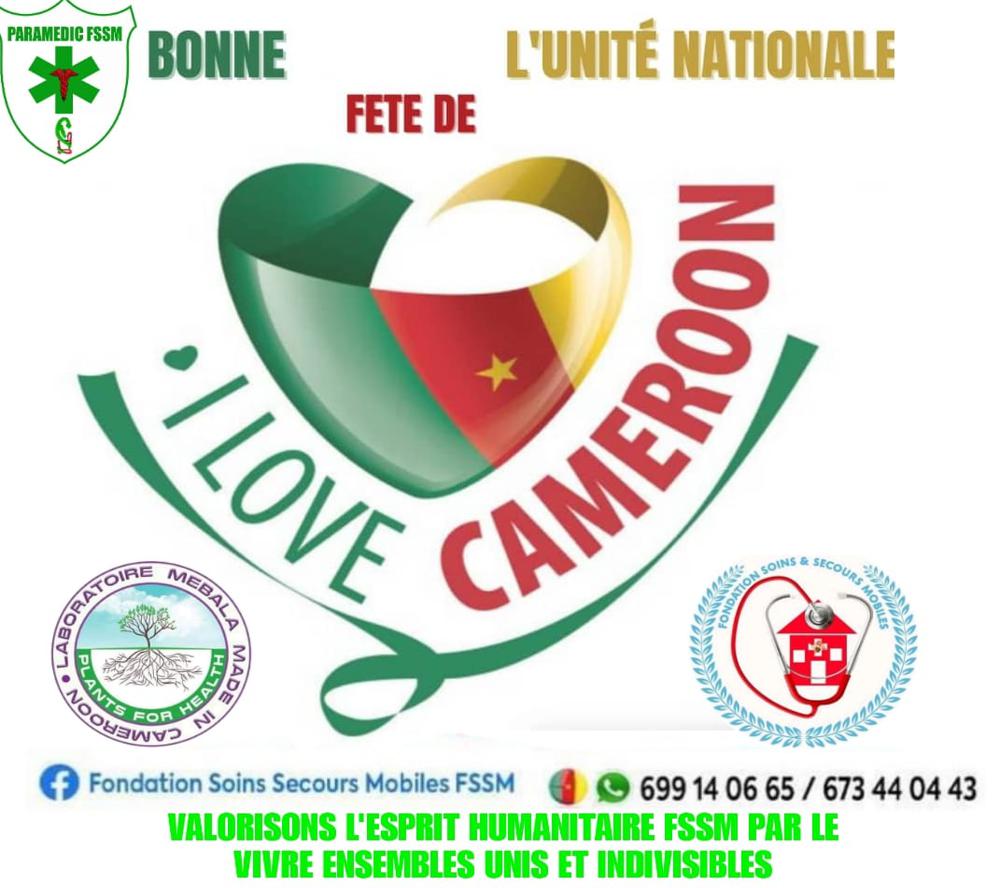 PARAMEDIC FSSM
BONNE
L'UNITÉ NATIONALE
FETE DE
I LOVE
CAMEROON
LABORATOIRE MEBALA MADE IN CAMEROON
PLANTS FOR HEALTH
FONDATION SOINS & SECOURS MOBILES
Fondation Soins Secours Mobiles FSSM
699 14 06 65 / 673 44 04 43
VALORISONS L'ESPRIT HUMANITAIRE FSSM PAR LE
VIVRE ENSEMBLES UNIS ET INDIVISIBLES